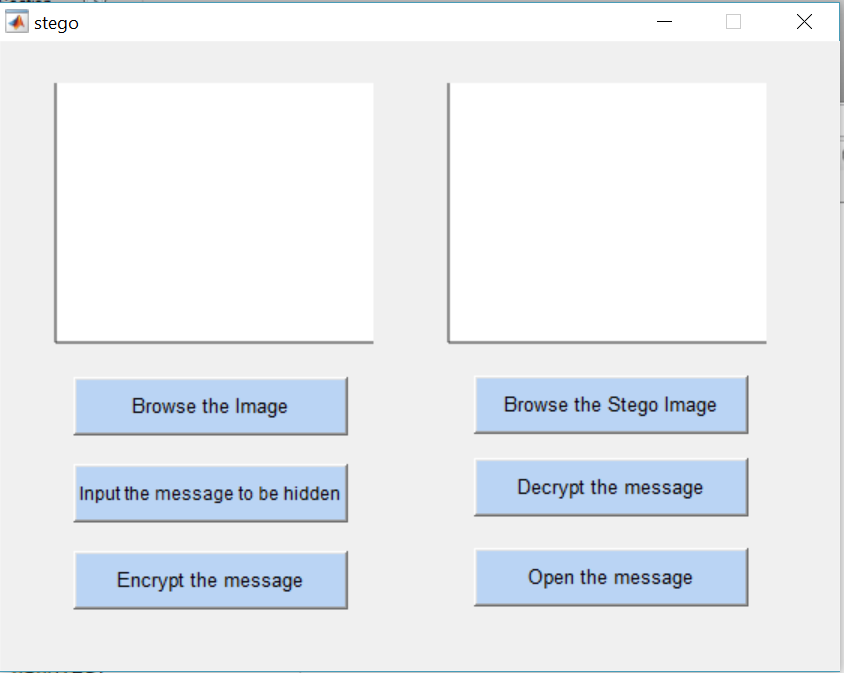 stego
Browse the Image
Browse the Stego Image
Input the message to be hidden
Decrypt the message
Encrypt the message
Open the message